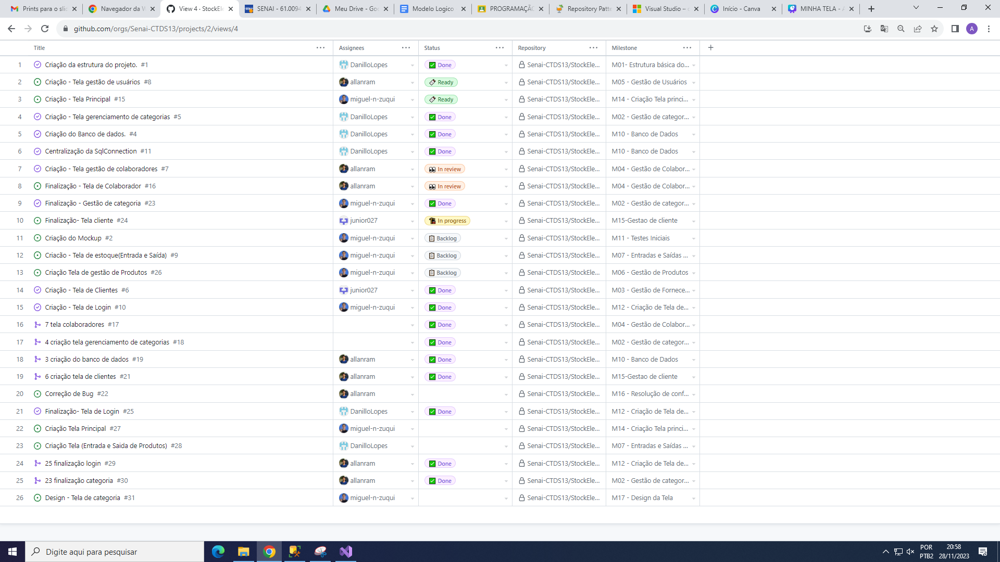 Prints para o slic
Navegador da W
View 4 · StockEle
SENAI - 61.0094
Meu Drive - Goo
Modelo Logico
PROGRAMAÇÃO
Repository Patte
Visual Studio – c
Início - Canva
MINHA TELA - A
github.com/orgs/Senai-CTDS13/projects/2/views/4
A
Title Assignees Status Repository Milestone
1 Criação da estrutura do projeto. #1 DanilloLopes Done Senai-CTDS13/StockEle... M01- Estrutura básica do...
2 Criação - Tela gestão de usuários #8 allanram Ready Senai-CTDS13/StockEle... M05 - Gestão de Usuários
3 Criação - Tela Principal #15 miguel-n-zuqui Ready Senai-CTDS13/StockEle... M14 - Criação Tela princi...
4 Criação - Tela gerenciamento de categorias #5 DanilloLopes Done Senai-CTDS13/StockEle... M02 - Gestão de categor...
5 Criação do Banco de dados. #4 DanilloLopes Done Senai-CTDS13/StockEle... M10 - Banco de Dados
6 Centralização da SqlConnection #11 DanilloLopes Done Senai-CTDS13/StockEle... M10 - Banco de Dados
7 Criação - Tela gestão de colaboradores #7 allanram In review Senai-CTDS13/StockEle... M04 - Gestão de Colabor...
8 Finalização - Tela de Colaborador #16 allanram In review Senai-CTDS13/StockEle... M04 - Gestão de Colabor...
9 Finalização - Gestão de categoria #23 miguel-n-zuqui Done Senai-CTDS13/StockEle... M02 - Gestão de categor...
10 Finalização- Tela cliente #24 junior027 In progress Senai-CTDS13/StockEle... M15-Gestao de cliente
11 Criação do Mockup #2 miguel-n-zuqui Backlog Senai-CTDS13/StockEle... M11 - Testes Iniciais
12 Criacão - Tela de estoque(Entrada e Saída) #9 miguel-n-zuqui Backlog Senai-CTDS13/StockEle... M07 - Entradas e Saídas ...
13 Criação Tela de gestão de Produtos #26 miguel-n-zuqui Backlog Senai-CTDS13/StockEle... M06 - Gestão de Produtos
14 Criação - Tela de Clientes #6 junior027 Done Senai-CTDS13/StockEle... M03 - Gestão de Fornece...
15 Criação - Tela de Login #10 miguel-n-zuqui Done Senai-CTDS13/StockEle... M12 - Criação de Tela de...
16 7 tela colaboradores #17 Done Senai-CTDS13/StockEle... M04 - Gestão de Colabor...
17 4 criação tela gerenciamento de categorias #18 Done Senai-CTDS13/StockEle... M02 - Gestão de categor...
18 3 criação do banco de dados #19 allanram Done Senai-CTDS13/StockEle... M10 - Banco de Dados
19 6 criação tela de clientes #21 allanram Done Senai-CTDS13/StockEle... M15-Gestao de cliente
20 Correção de Bug #22 allanram Senai-CTDS13/StockEle... M16 - Resolução de conf...
21 Finalização- Tela de Login #25 DanilloLopes Done Senai-CTDS13/StockEle... M12 - Criação de Tela de...
22 Criação Tela Principal #27 miguel-n-zuqui Senai-CTDS13/StockEle... M14 - Criação Tela princi...
23 Criação Tela (Entrada e Saida de Produtos) #28 DanilloLopes Senai-CTDS13/StockEle... M07 - Entradas e Saídas ...
24 25 finalização login #29 allanram Done Senai-CTDS13/StockEle... M12 - Criação de Tela de...
25 23 finalização categoria #30 allanram Done Senai-CTDS13/StockEle... M02 - Gestão de categor...
26 Design - Tela de categoria #31 miguel-n-zuqui Senai-CTDS13/StockEle... M17 - Design da Tela
Digite aqui para pesquisar
POR
PTB2
20:58
28/11/2023